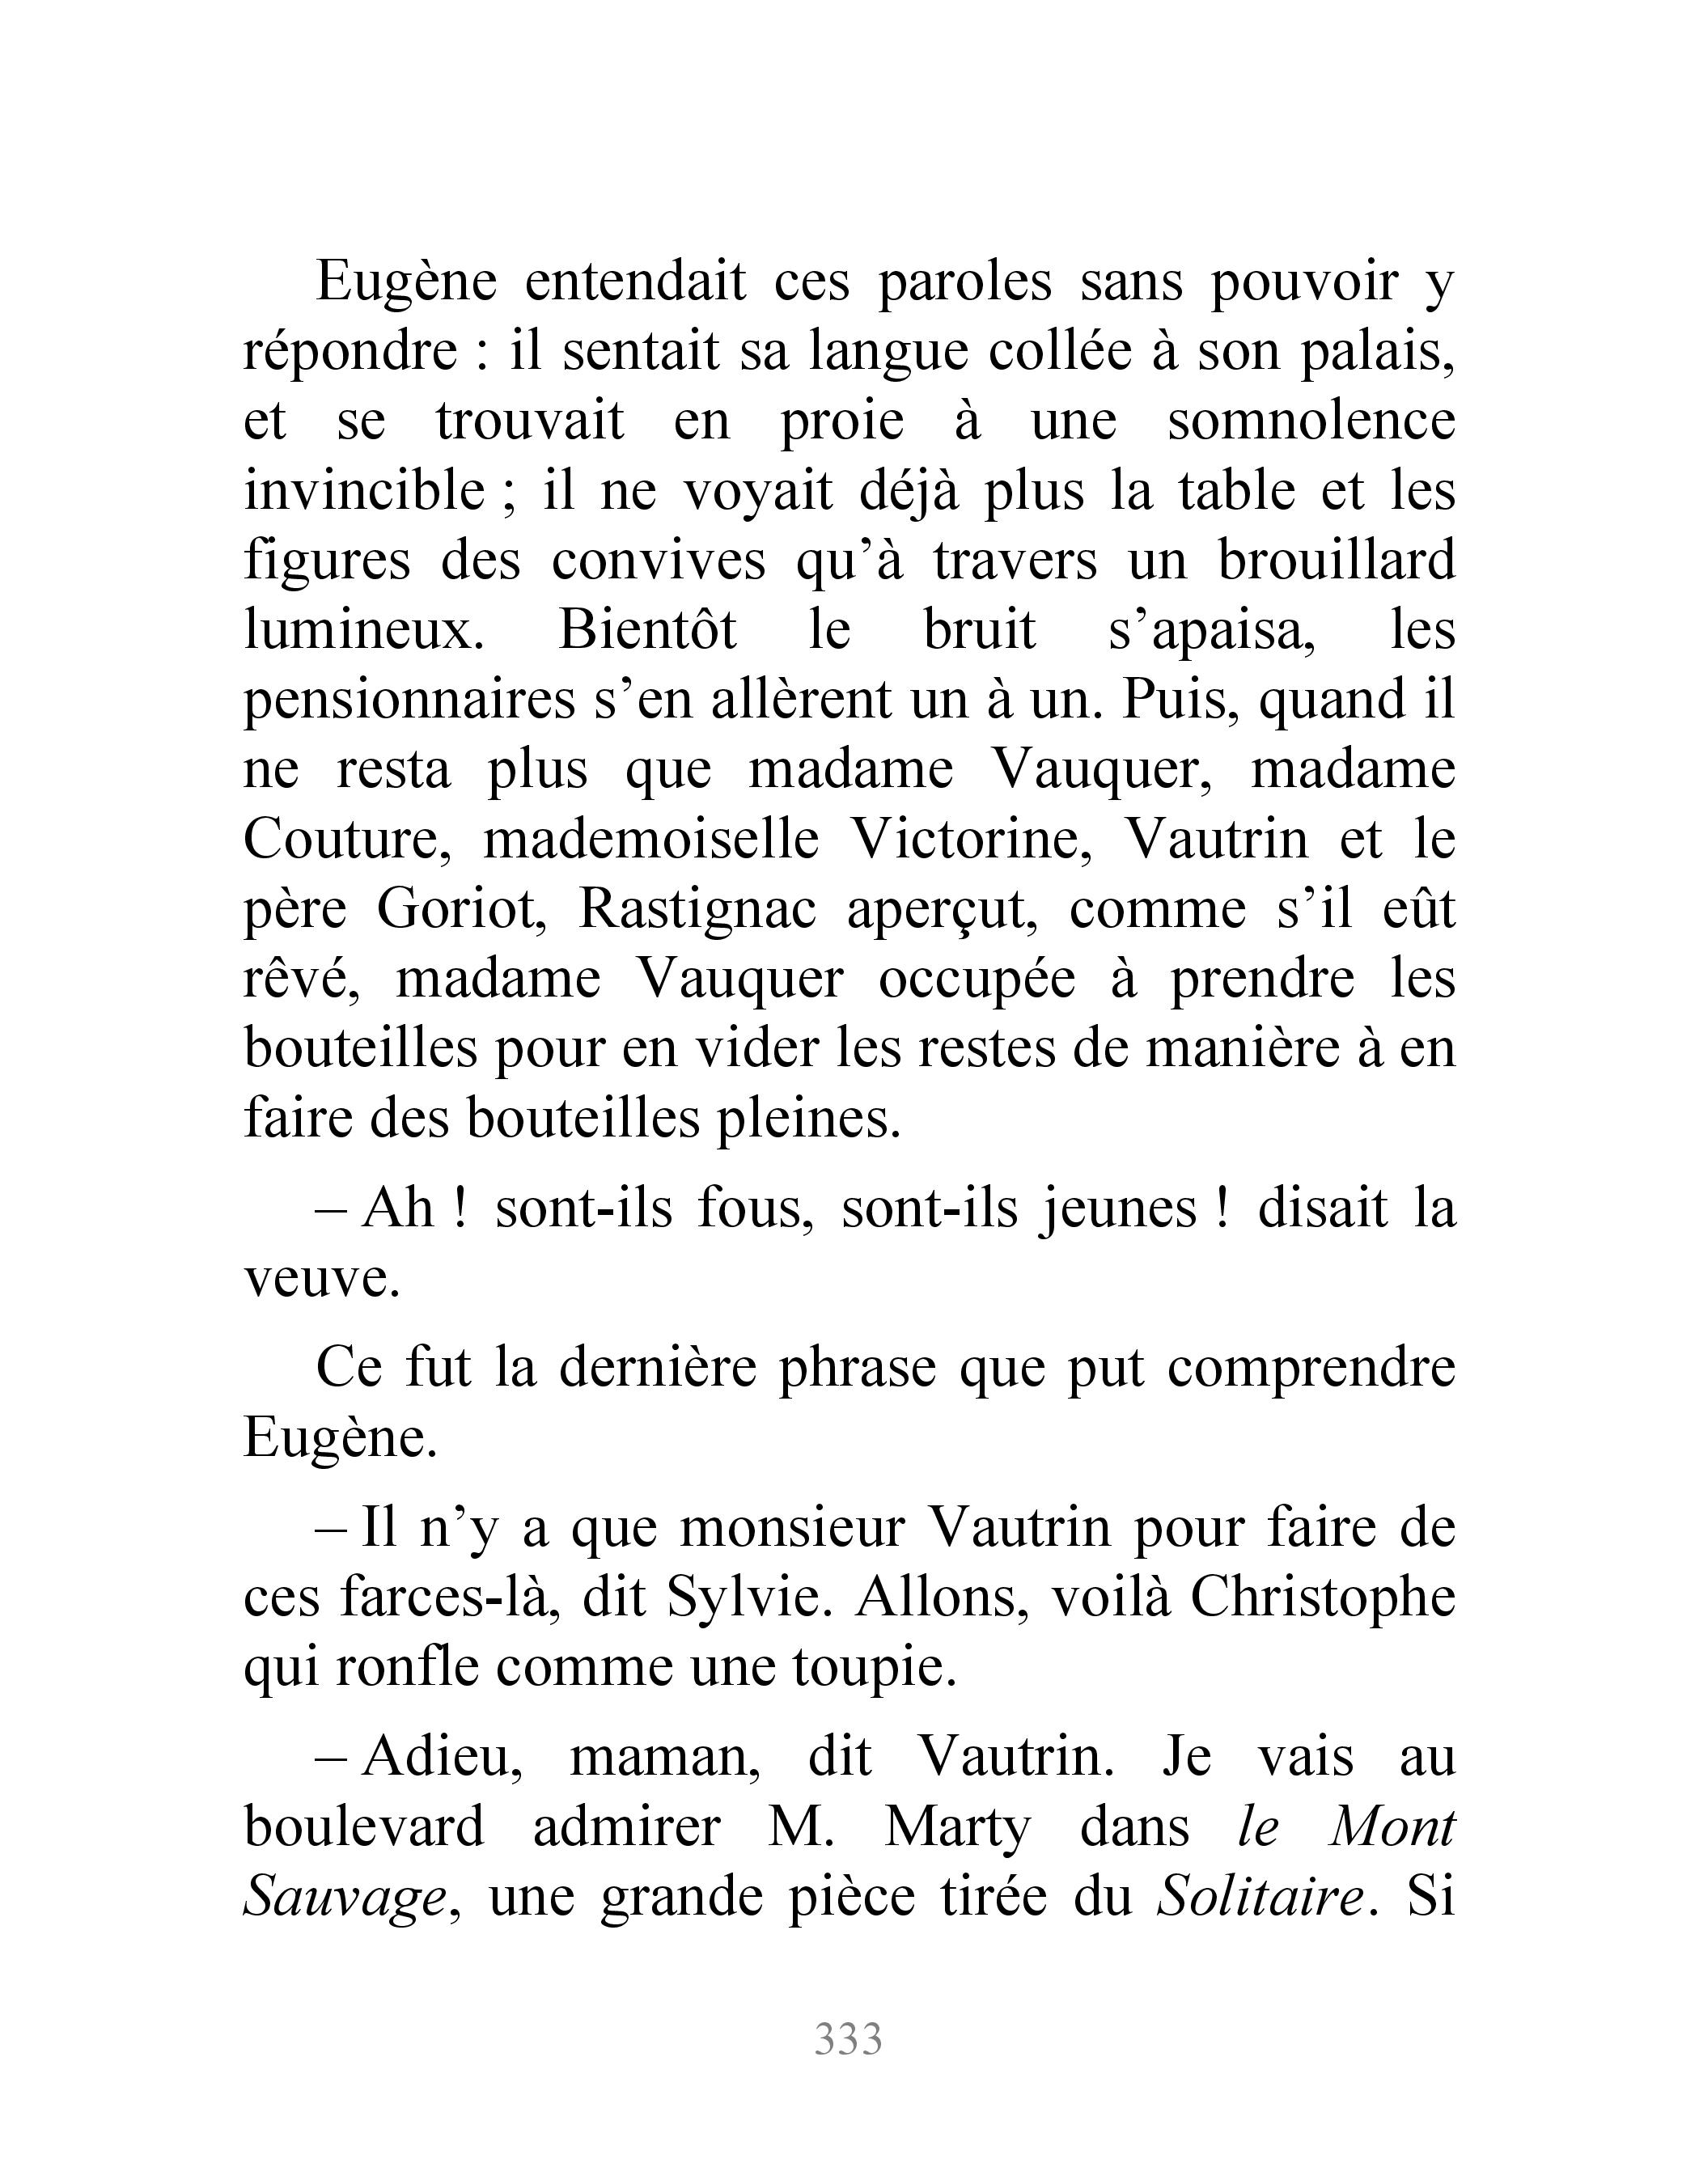 Eugène entendait ces paroles sans pouvoir y
répondre : il sentait sa langue collée à son palais,
et se trouvait en proie à une somnolence
invincible ; il ne voyait déjà plus la table et les
figures des convives qu’à travers un brouillard
lumineux. Bientôt le bruit s’apaisa, les
pensionnaires s’en allèrent un à un. Puis, quand il
ne resta plus que madame Vauquer, madame
Couture, mademoiselle Victorine, Vautrin et le
père Goriot, Rastignac aperçut, comme s’il eût
rêvé, madame Vauquer occupée à prendre les
bouteilles pour en vider les restes de manière à en
faire des bouteilles pleines.
– Ah ! sont-ils fous, sont-ils jeunes ! disait la
veuve.
Ce fut la dernière phrase que put comprendre
Eugène.
– Il n’y a que monsieur Vautrin pour faire de
ces farces-là, dit Sylvie. Allons, voilà Christophe
qui ronfle comme une toupie.
– Adieu, maman, dit Vautrin. Je vais au
boulevard admirer M. Marty dans le Mont
Sauvage, une grande pièce tirée du Solitaire. Si
333